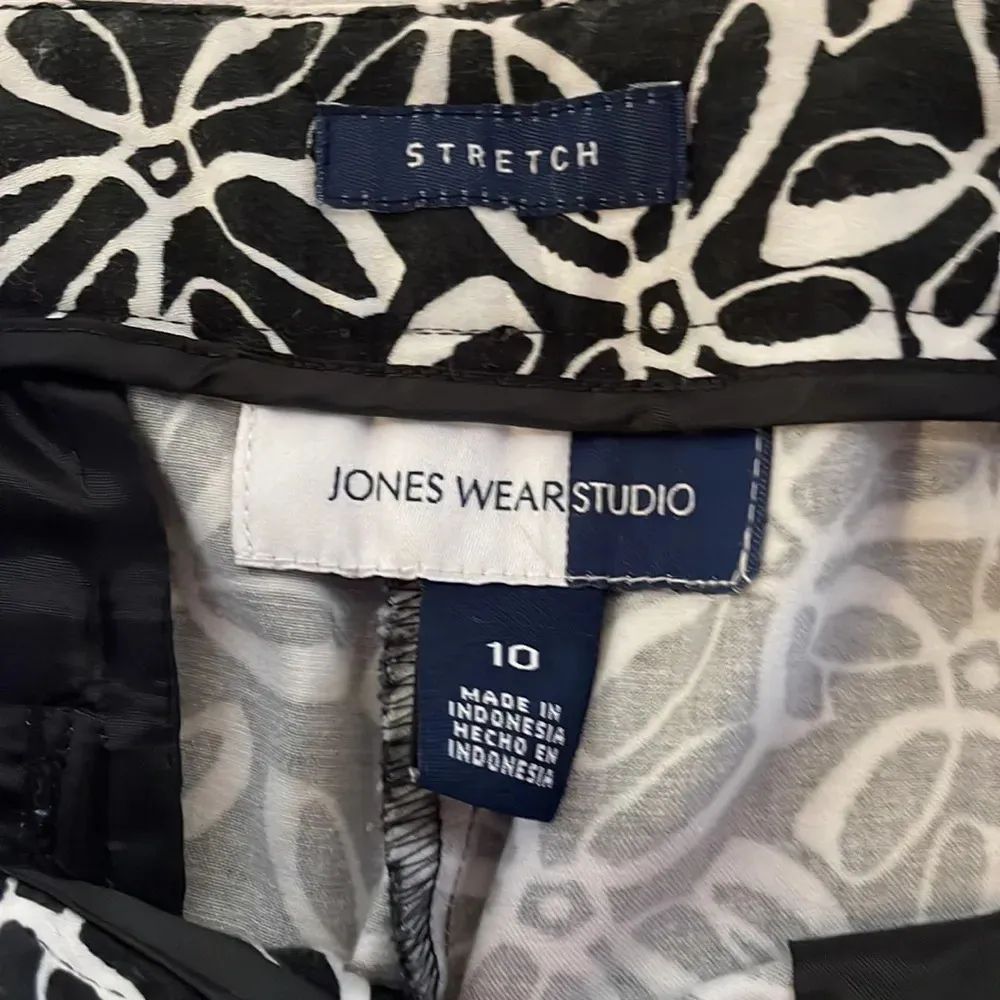 STRETCH
JONES WEAR STUDIO
10
MADE IN
INDONESIA
HECHO EN
INDONESIA